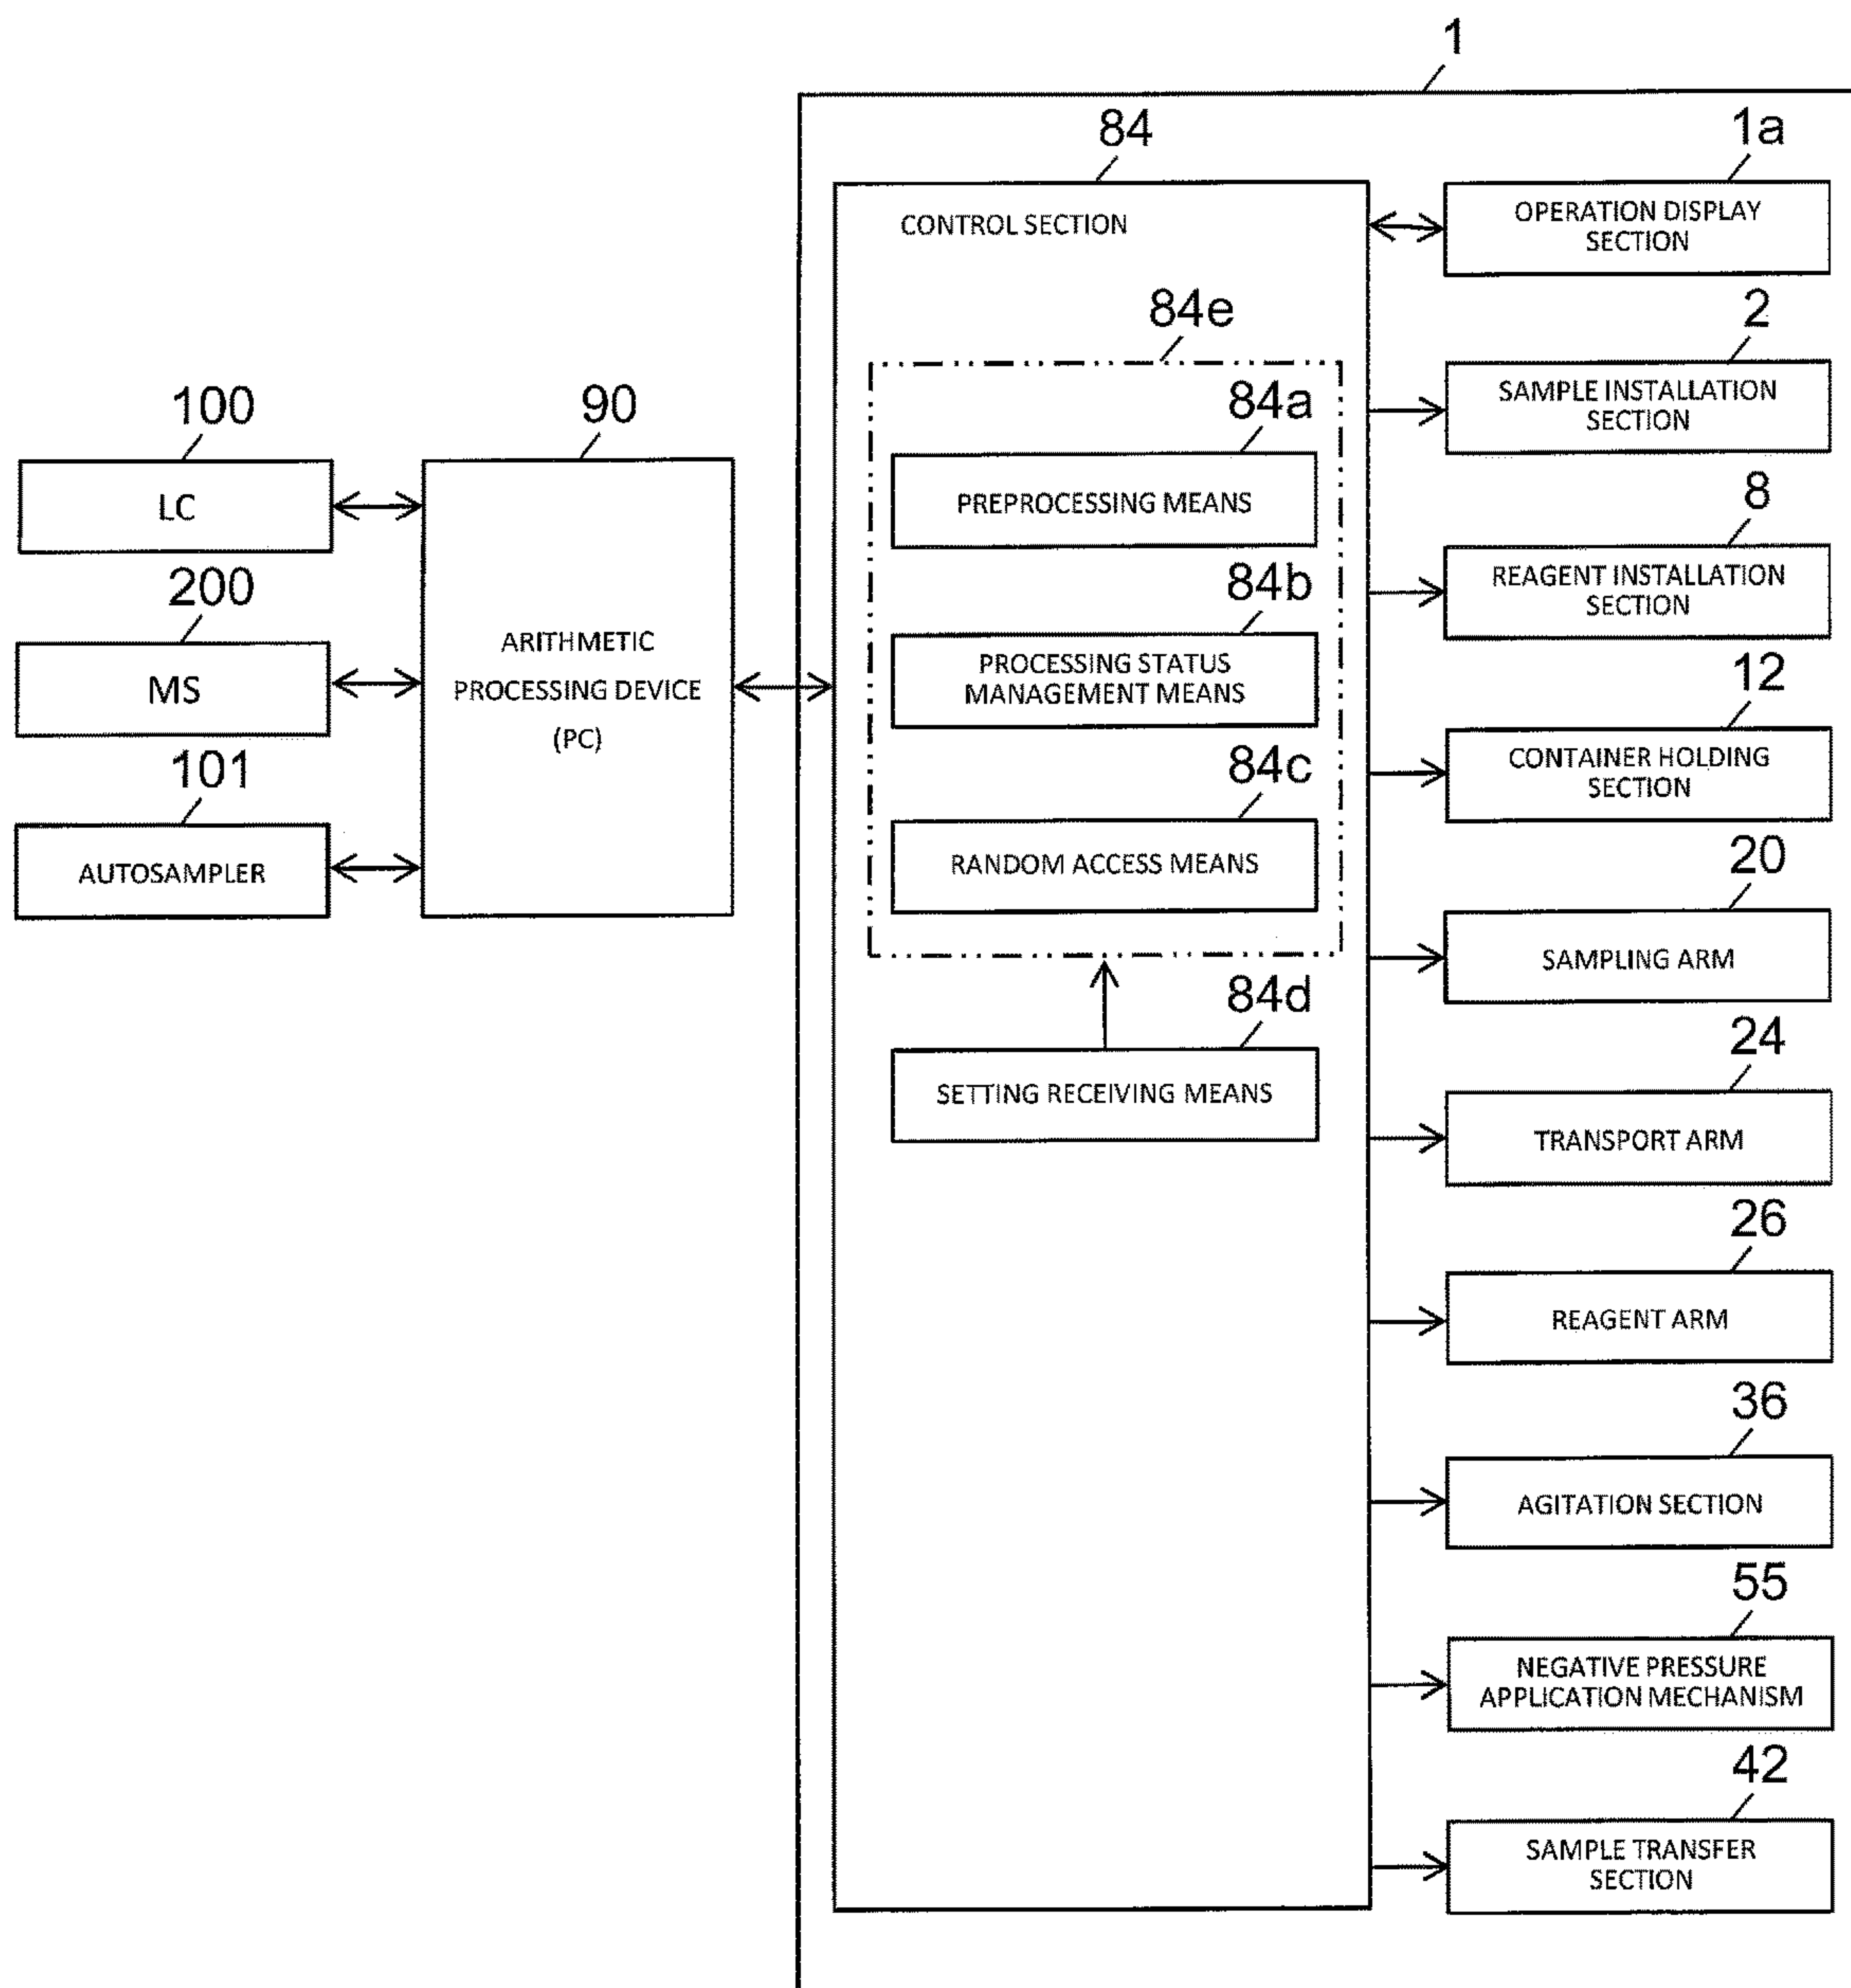 1
84
1a
CONTROL SECTION
OPERATION DISPLAY
SECTION
84e
2
SAMPLE INSTALLATION
SECTION
100
90
84a
LC
PREPROCESSING MEANS
8
REAGENT INSTALLATION
SECTION
200
84b
MS
ARITHMETIC
PROCESSING DEVICE
(PC)
PROCESSING STATUS
MANAGEMENT MEANS
12
CONTAINER HOLDING
SECTION
101
84c
AUTOSAMPLER
RANDOM ACCESS MEANS
20
SAMPLING ARM
84d
SETTING RECEIVING MEANS
24
TRANSPORT ARM
26
REAGENT ARM
36
AGITATION SECTION
55
NEGATIVE PRESSURE
APPLICATION MECHANISM
42
SAMPLE TRANSFER
SECTION